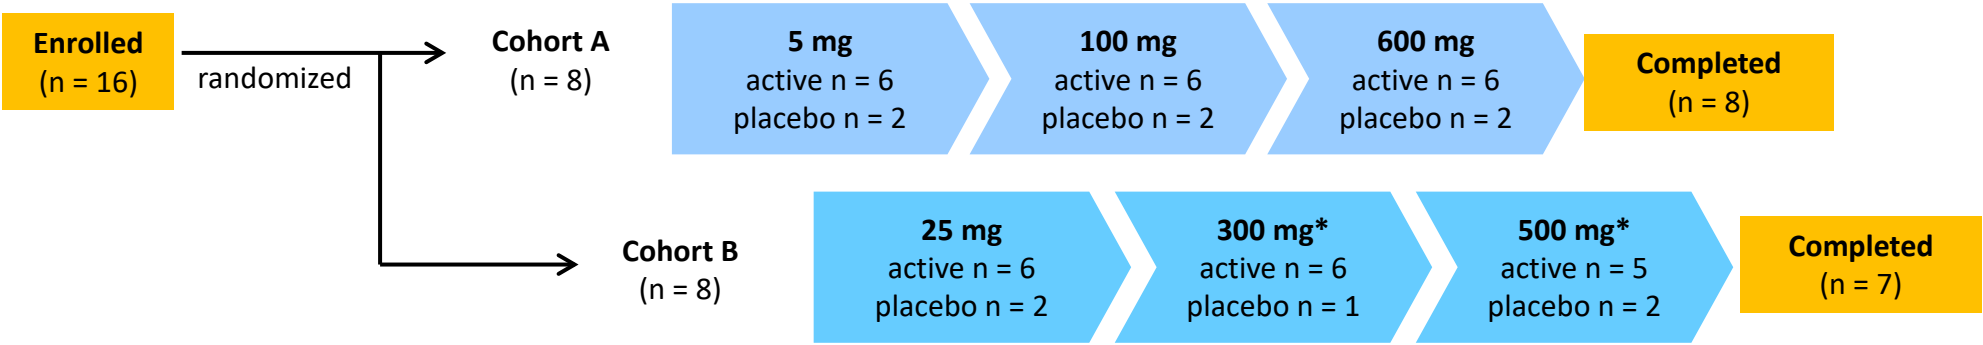 Enrolled
(n = 16)
randomized
Cohort A
(n = 8)
5 mg
active n = 6
placebo n = 2
100 mg
active n = 6
placebo n = 2
600 mg
active n = 6
placebo n = 2
Completed
(n = 8)
Cohort B
(n = 8)
25 mg
active n = 6
placebo n = 2
300 mg*
active n = 6
placebo n = 1
500 mg*
active n = 5
placebo n = 2
Completed
(n = 7)